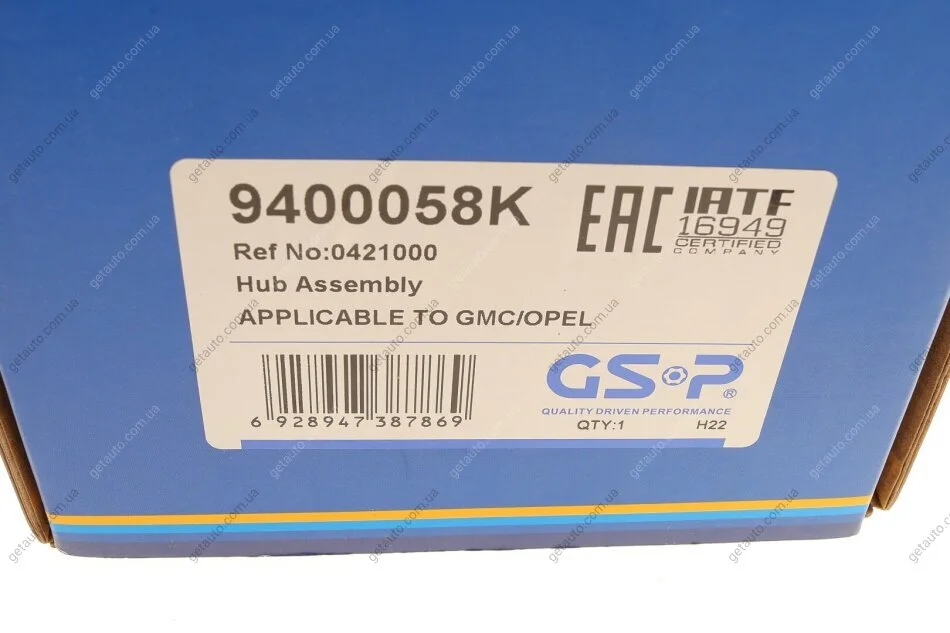 9400058K
EAC
IATF
16949
CERTIFIED
COMPANY
Ref No:0421000
Hub Assembly
APPLICABLE TO GMC/OPEL
6 928947 387869
GSP®
QUALITY DRIVEN PERFORMANCE
QTY:1 H22
getauto.com.ua